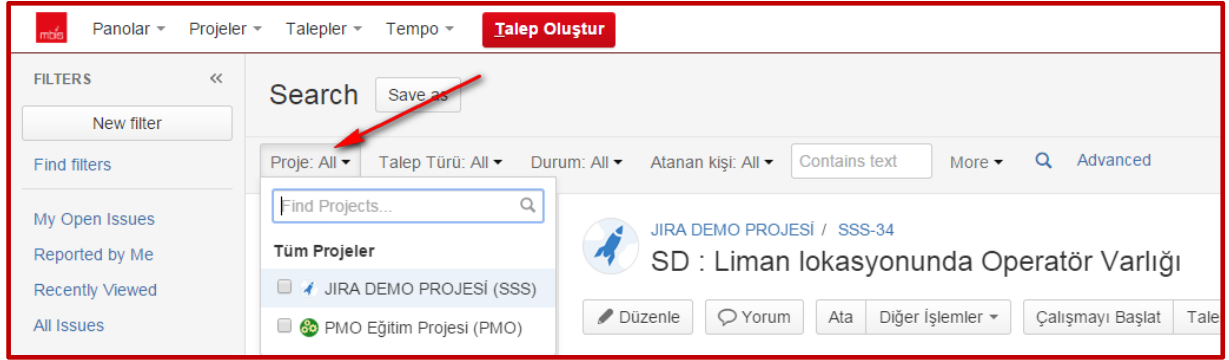 mbis Panolar Projeler Talepler Tempo Talep Oluştur
FILTERS «
New filter
Find filters
My Open Issues
Reported by Me
Recently Viewed
All Issues
Search Save as
Proje: All Talep Türü: All Durum: All Atanan kişi: All Contains text More Advanced
Find Projects...
Tüm Projeler
JIRA DEMO PROJESİ (SSS)
PMO Eğitim Projesi (PMO)
JIRA DEMO PROJESİ / SSS-34
SD : Liman lokasyonunda Operatör Varlığı
Düzenle Yorum Ata Diğer İşlemler Çalışmayı Başlat Tale